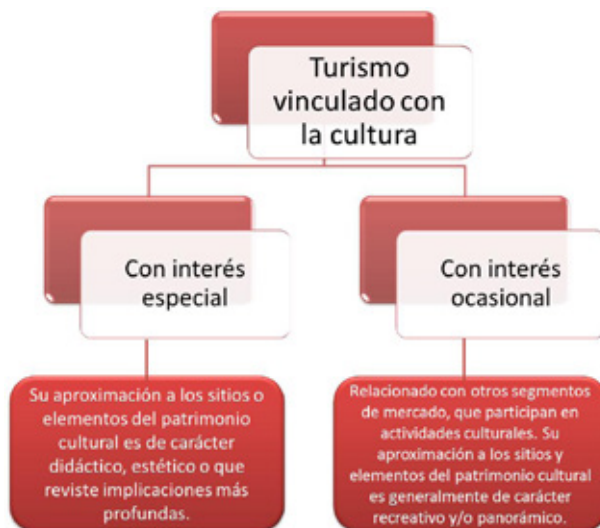 Turismo
vinculado con
la cultura
Con interés
especial
Con interés
ocasional
Su aproximación a los sitios o
elementos del patrimonio
cultural es de carácter
didáctico, estético o que
reviste implicaciones más
profundas.
Relacionado con otros segmentos
de mercado, que participan en
actividades culturales. Su
aproximación a los sitios y
elementos del patrimonio cultural
es generalmente de carácter
recreativo y/o panorámico.